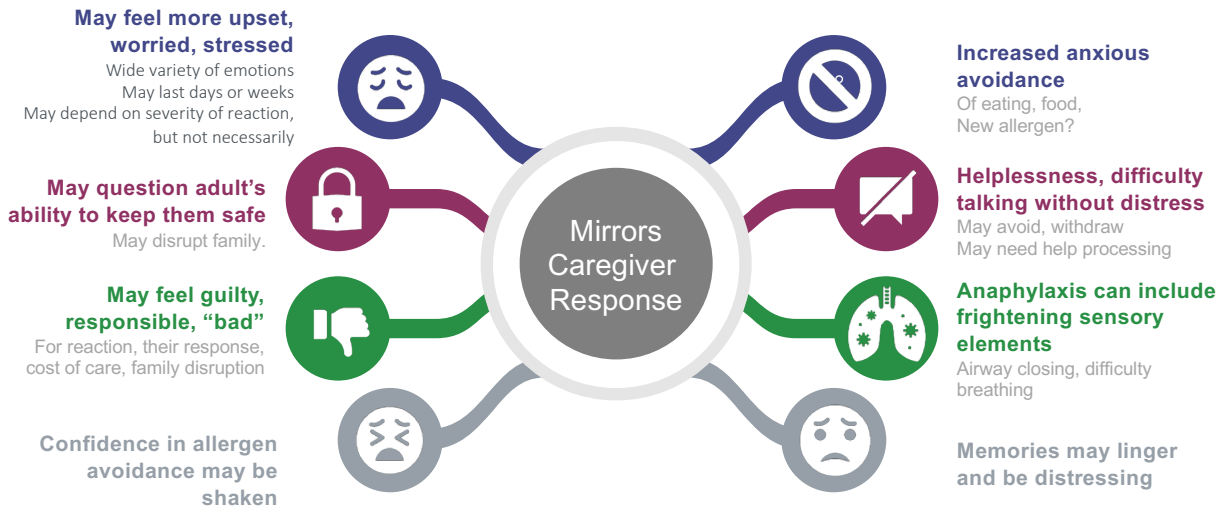 May feel more upset,
worried, stressed
Wide variety of emotions
May last days or weeks
May depend on severity of reaction,
but not necessarily
May question adult’s
ability to keep them safe
May disrupt family.
May feel guilty,
responsible, “bad”
For reaction, their response,
cost of care, family disruption
Confidence in allergen
avoidance may be
shaken
Mirrors
Caregiver
Response
Increased anxious
avoidance
Of eating, food,
New allergen?
Helplessness, difficulty
talking without distress
May avoid, withdraw
May need help processing
Anaphylaxis can include
frightening sensory
elements
Airway closing, difficulty
breathing
Memories may linger
and be distressing